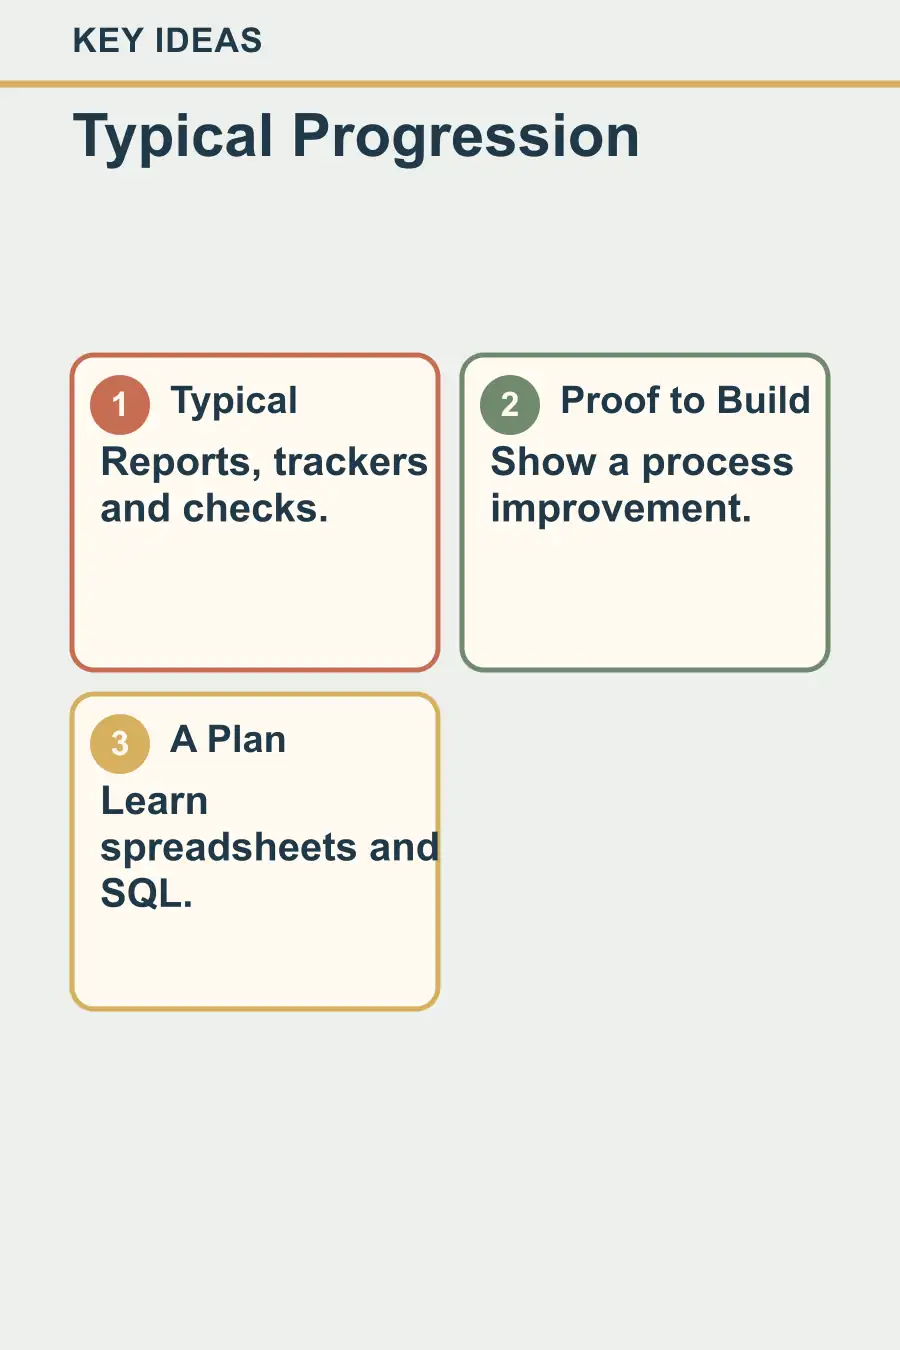 KEY IDEAS
Typical Progression
1 Typical
Reports, trackers
and checks.
2 Proof to Build
Show a process
improvement.
3 A Plan
Learn
spreadsheets and
SQL.